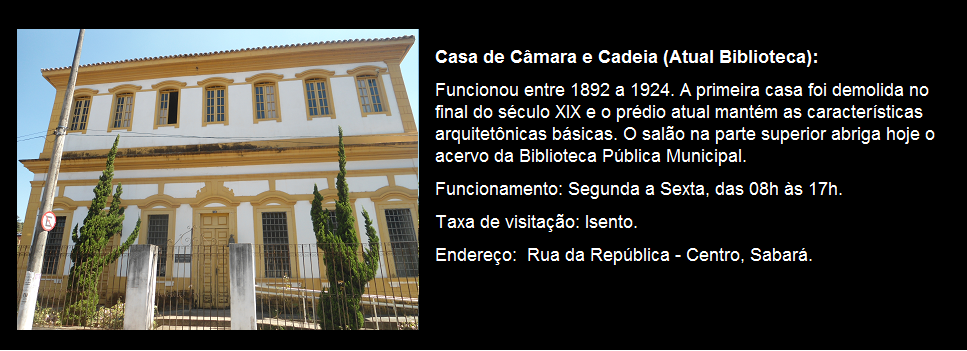 Casa de Câmara e Cadeia (Atual Biblioteca):
Funcionou entre 1892 a 1924. A primeira casa foi demolida no
final do século XIX e o prédio atual mantém as características
arquitetônicas básicas. O salão na parte superior abriga hoje o
acervo da Biblioteca Pública Municipal.
Funcionamento: Segunda a Sexta, das 08h às 17h.
Taxa de visitação: Isento.
Endereço:  Rua da República - Centro, Sabará.